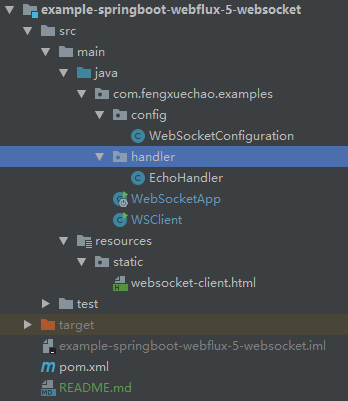 example-springboot-webflux-5-websocket
src
main
java
com.fengxuechao.examples
config
WebSocketConfiguration
handler
EchoHandler
WebSocketApp
WSClient
resources
static
websocket-client.html
test
target
example-springboot-webflux-5-websocket.iml
pom.xml
README.md